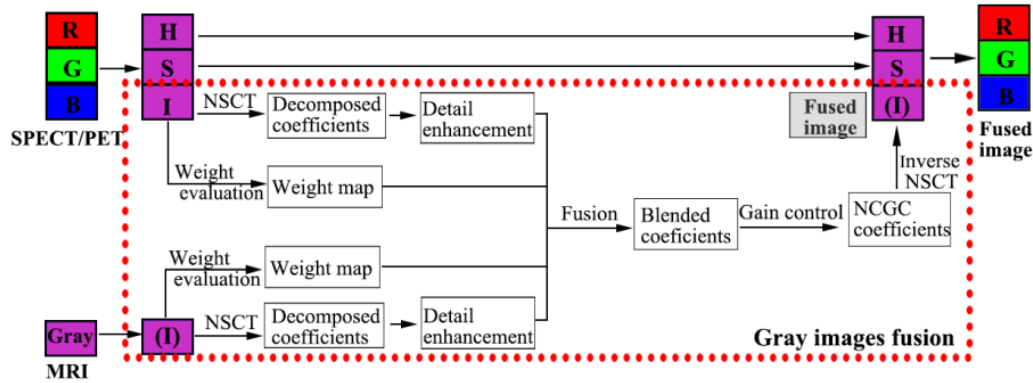 R
G
B
SPECT/PET
H
S
I
NSCT
Decomposed
coefficients
Detail
enhancement
Weight
evaluation
Weight map
Weight
evaluation
Weight map
Gray
MRI
(I)
NSCT
Decomposed
coefficients
Detail
enhancement
Fusion
Blended
coeficients
Gain control
NCGC
coefficients
Inverse
NSCT
Fused
image
H
S
(I)
R
G
B
Fused
image
Gray images fusion